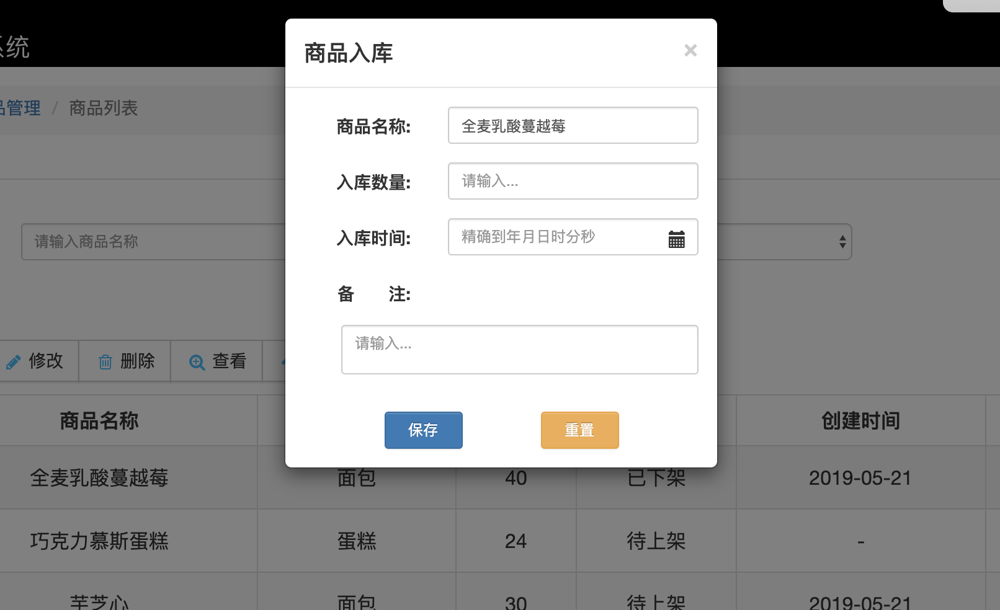 系统
品管理 / 商品列表
商品入库 ×
商品名称: 全麦乳酸蔓越莓
入库数量: 请输入...
入库时间: 精确到年月日时分秒
备 注:
请输入...
保存 重置
请输入商品名称
修改 删除 查看
商品名称 创建时间
全麦乳酸蔓越莓 面包 40 已下架 2019-05-21
巧克力慕斯蛋糕 蛋糕 24 待上架 -
芋芝心 面包 30 待上架 2019-05-21